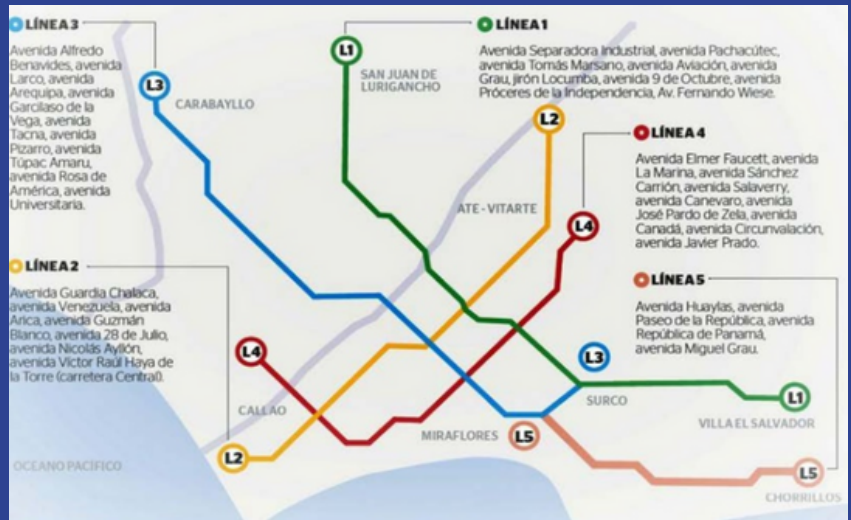 LÍNEA 3
Avenida Alfredo
Benavides, avenida
Larco, avenida
Arequipa, avenida
Garcilaso de la
Vega, avenida
Tacna, avenida
Pizarro, avenida
Túpac Amaru,
avenida Rosa de
América, avenida
Universitaria.
LÍNEA 2
Avenida Guardia Chalaca,
avenida Venezuela, avenida
Arica, avenida Guzmán
Blanco, avenida 28 de Julio,
avenida Nicolás Ayllón,
avenida Víctor Raúl Haya de
la Torre (carretera Central).
LÍNEA 1
Avenida Separadora Industrial, avenida Pachacútec,
avenida Tomás Marsano, avenida Aviación, avenida
Grau, jirón Locumba, avenida 9 de Octubre, avenida
Próceres de la Independencia, Av. Fernando Wiese.
LÍNEA 4
Avenida Elmer Faucett, avenida
La Marina, avenida Sánchez
Carrión, avenida Salaverry,
avenida Canevaro, avenida
José Pardo de Zela, avenida
Canadá, avenida Circunvalación,
avenida Javier Prado.
LÍNEA 5
Avenida Huaylas, avenida
Paseo de la República, avenida
República de Panamá,
avenida Miguel Grau.
L3
CARABAYLLO
L1
SAN JUAN DE
LURIGANCHO
L2
ATE - VITARTE
L4
L4
CALLAO
L2
OCEANO PACÍFICO
MIRAFLORES
L5
L3
SURCO
L1
VILLA EL SALVADOR
L5
CHORRILLOS